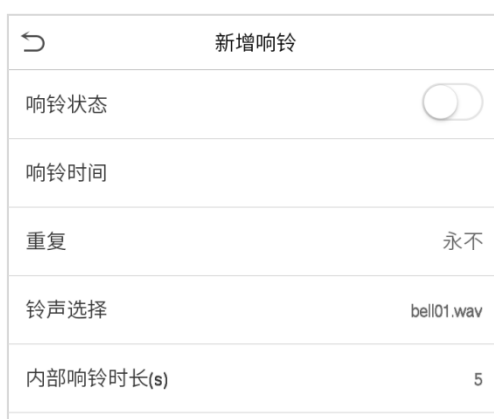 新增响铃
响铃状态
响铃时间
重复 永不
铃声选择 bell01.wav
内部响铃时长(s) 5